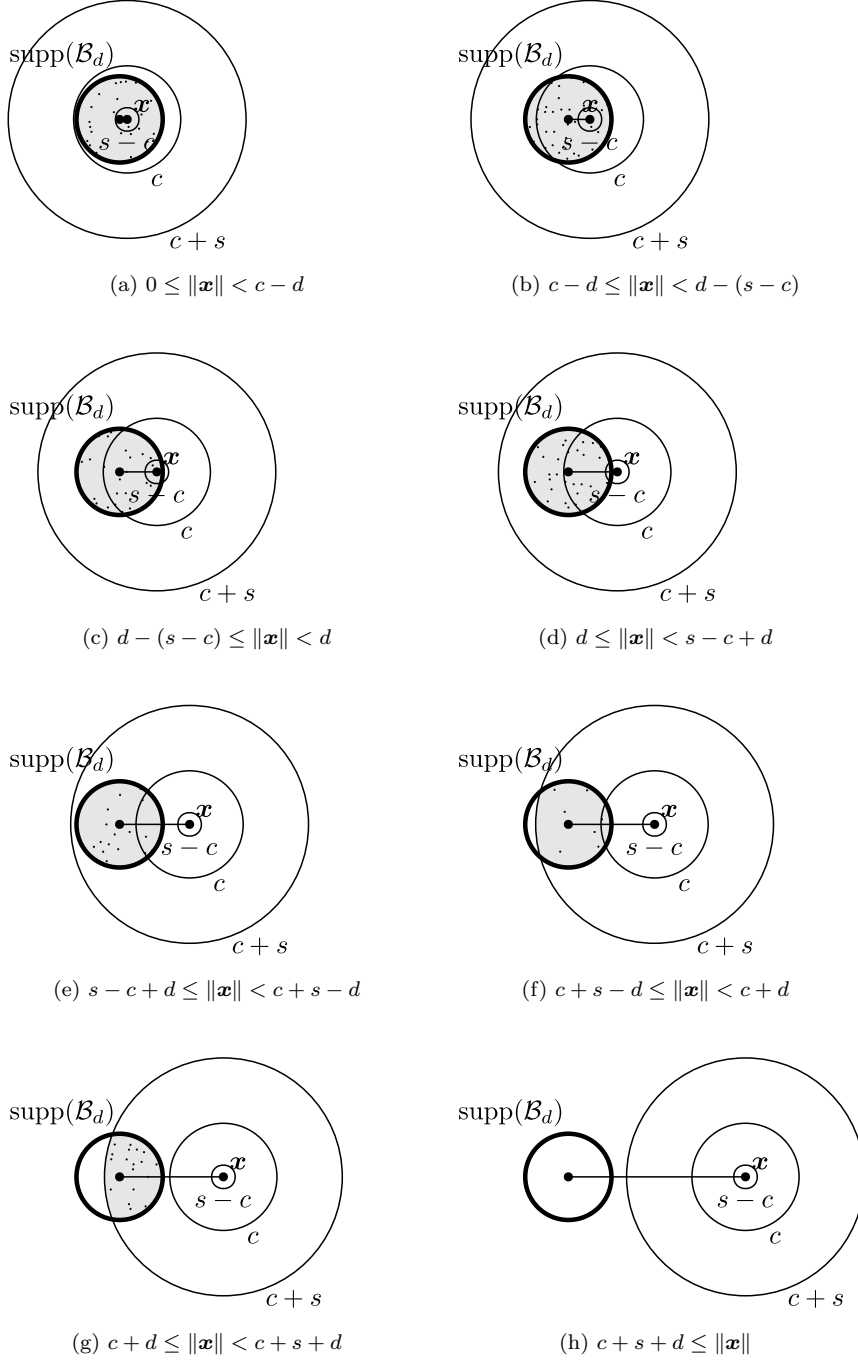 supp(𝓑_d) supp(𝓑_d)
x x
s − c s − c
c c
c + s c + s
(a) 0 ≤ ‖x‖ < c − d (b) c − d ≤ ‖x‖ < d − (s − c)
supp(𝓑_d) supp(𝓑_d)
x x
s − c s − c
c c
c + s c + s
(c) d − (s − c) ≤ ‖x‖ < d (d) d ≤ ‖x‖ < s − c + d
supp(𝓑_d) supp(𝓑_d)
x x
s − c s − c
c c
c + s c + s
(e) s − c + d ≤ ‖x‖ < c + s − d (f) c + s − d ≤ ‖x‖ < c + d
supp(𝓑_d) supp(𝓑_d)
x x
s − c s − c
c c
c + s c + s
(g) c + d ≤ ‖x‖ < c + s + d (h) c + s + d ≤ ‖x‖